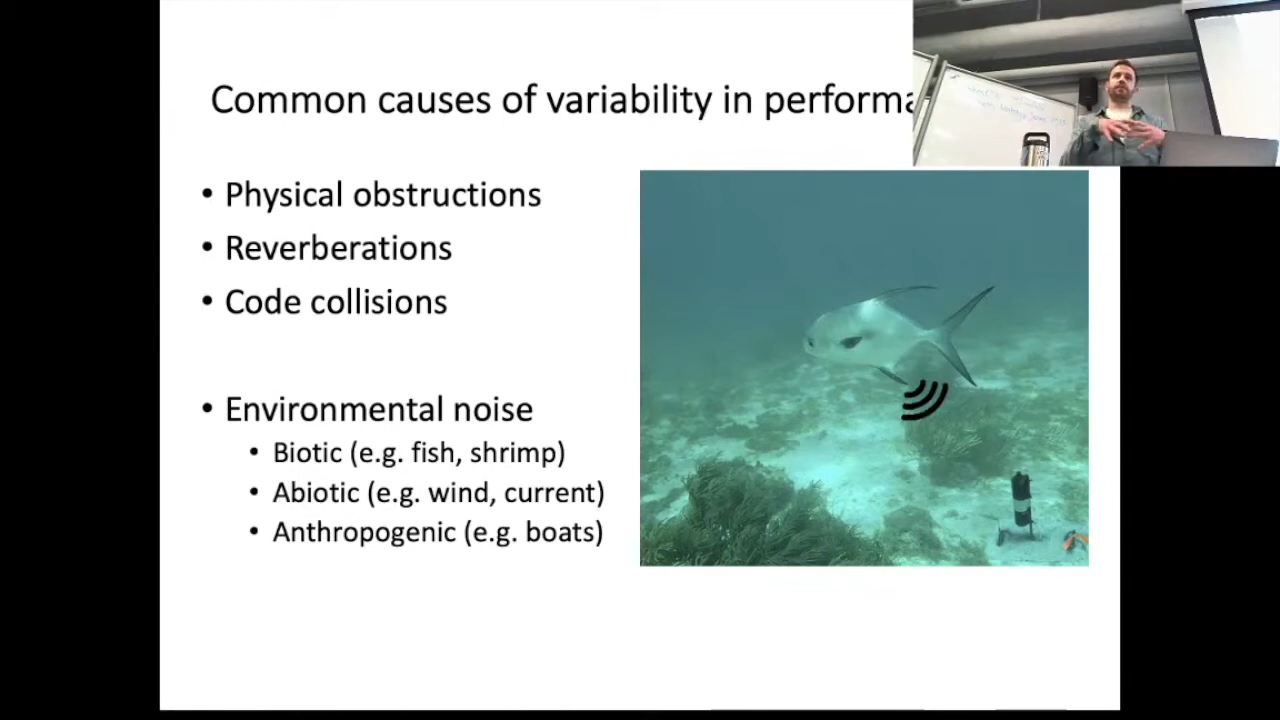 Common causes of variability in performa
• Physical obstructions
• Reverberations
• Code collisions
• Environmental noise
• Biotic (e.g. fish, shrimp)
• Abiotic (e.g. wind, current)
• Anthropogenic (e.g. boats)